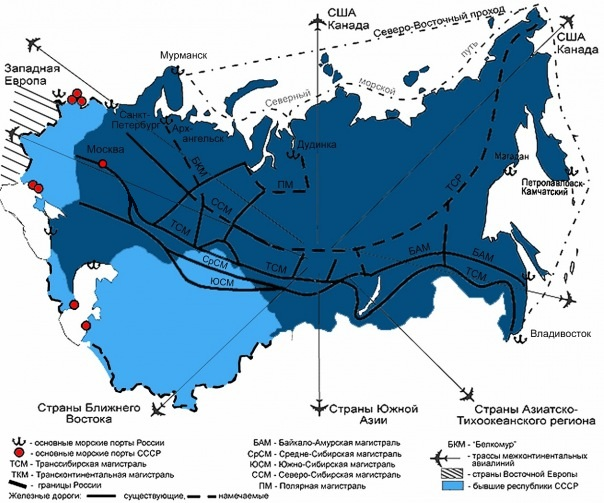 США
Канада
Северо-Восточный проход
США
Канада
Мурманск
Западная
Европа
путь
морской
Северный
Санкт-
Петербург
Арх-
ангельск
Дудинка
Москва
БКМ
Магадан
ПМ
ТСР
Петропавловск-
Камчатский
ССМ
ТСМ
БАМ
БАМ
СрСМ
ТСМ
ТСМ
ЮСМ
Владивосток
Страны Ближнего
Востока
Страны Южной
Азии
Страны Азиатско-
Тихоокеанского региона
- основные морские порты России
- основные морские порты СССР
ТСМ - Транссибирская магистраль
ТКМ - Трансконтинентальная магистраль
- границы России
Железные дороги: существующие, намечаемые
БАМ - Байкало-Амурская магистраль
СрСМ - Средне-Сибирская магистраль
ЮСМ - Южно-Сибирская магистраль
ССМ - Северо-Сибирская магистраль
ПМ - Полярная магистраль
БКМ - "Белкомур"
- трассы межконтинентальных
авиалиний
- страны Восточной Европы
- бывшие республики СССР